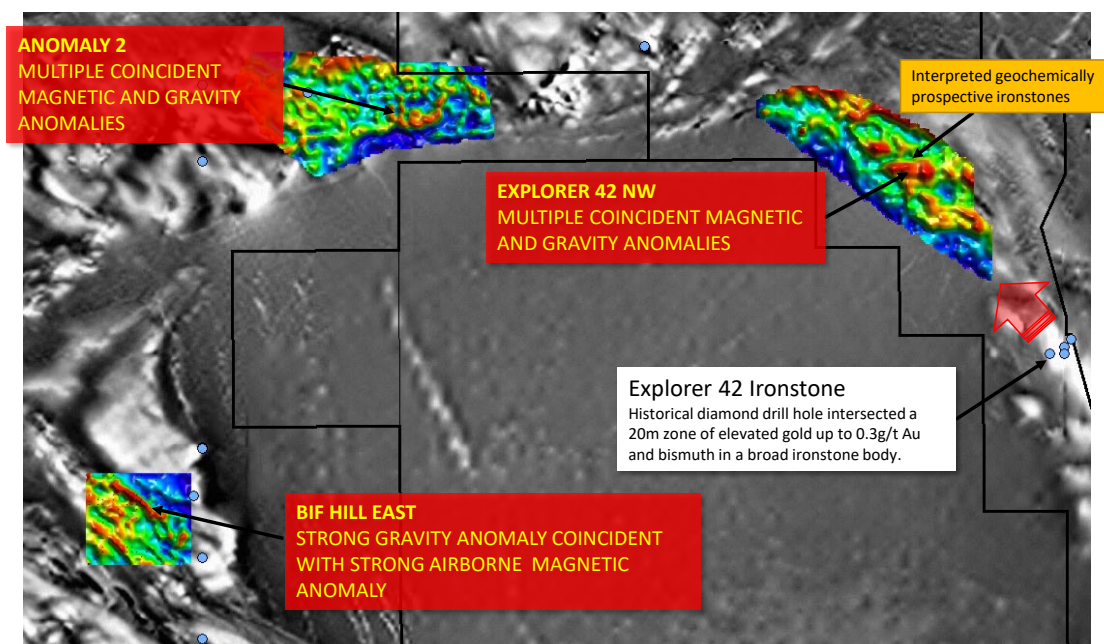 ANOMALY 2
MULTIPLE COINCIDENT
MAGNETIC AND GRAVITY
ANOMALIES
Interpreted geochemically
prospective ironstones
EXPLORER 42 NW
MULTIPLE COINCIDENT MAGNETIC
AND GRAVITY ANOMALIES
Explorer 42 Ironstone
Historical diamond drill hole intersected a
20m zone of elevated gold up to 0.3g/t Au
and bismuth in a broad ironstone body.
BIF HILL EAST
STRONG GRAVITY ANOMALY COINCIDENT
WITH STRONG AIRBORNE MAGNETIC
ANOMALY